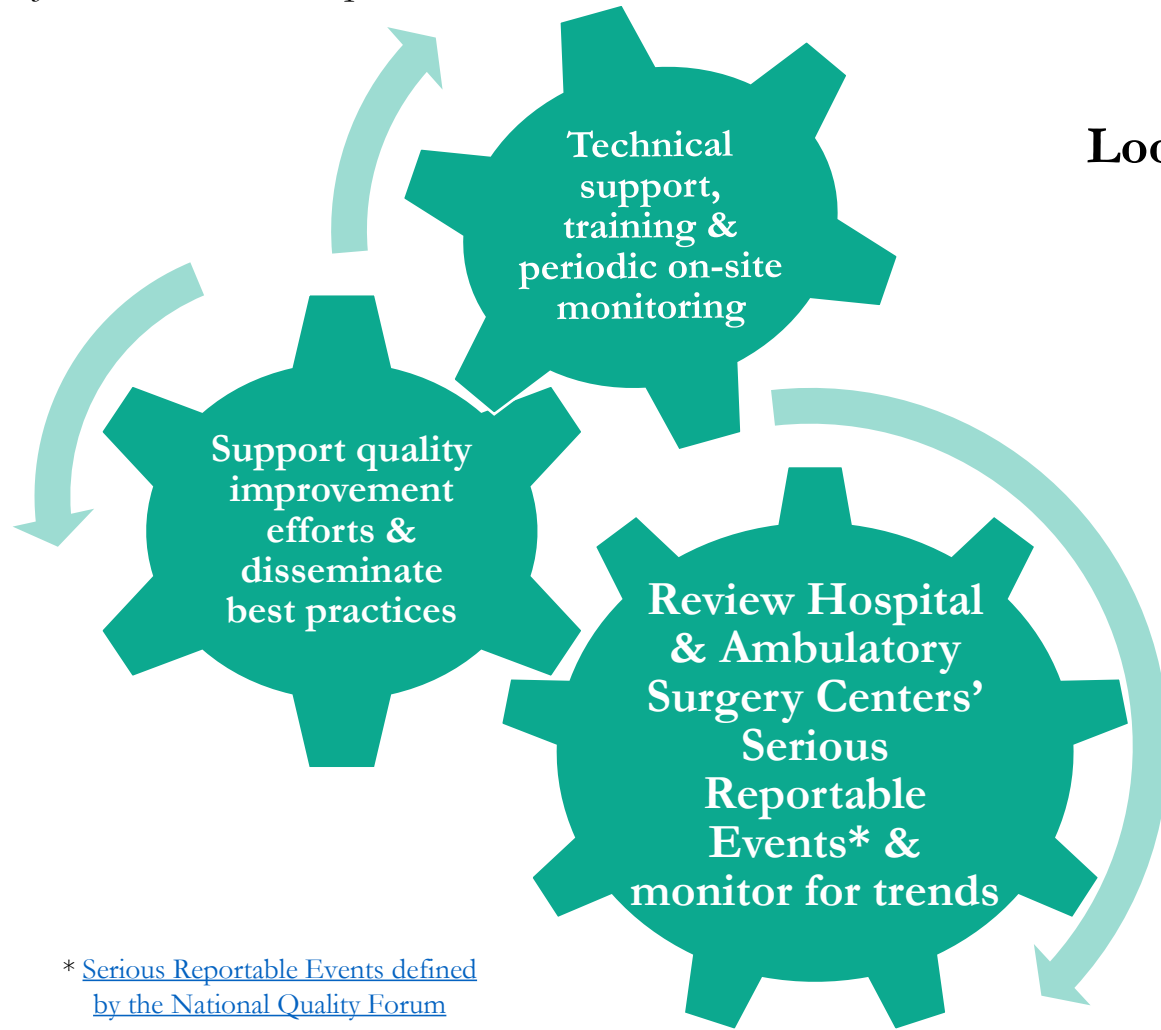 Technical
support,
training &
periodic on-site
monitoring
Support quality
improvement
efforts &
disseminate
best practices
Review Hospital
& Ambulatory
Surgery Centers’
Serious
Reportable
Events* &
monitor for trends
* Serious Reportable Events defined
by the National Quality Forum